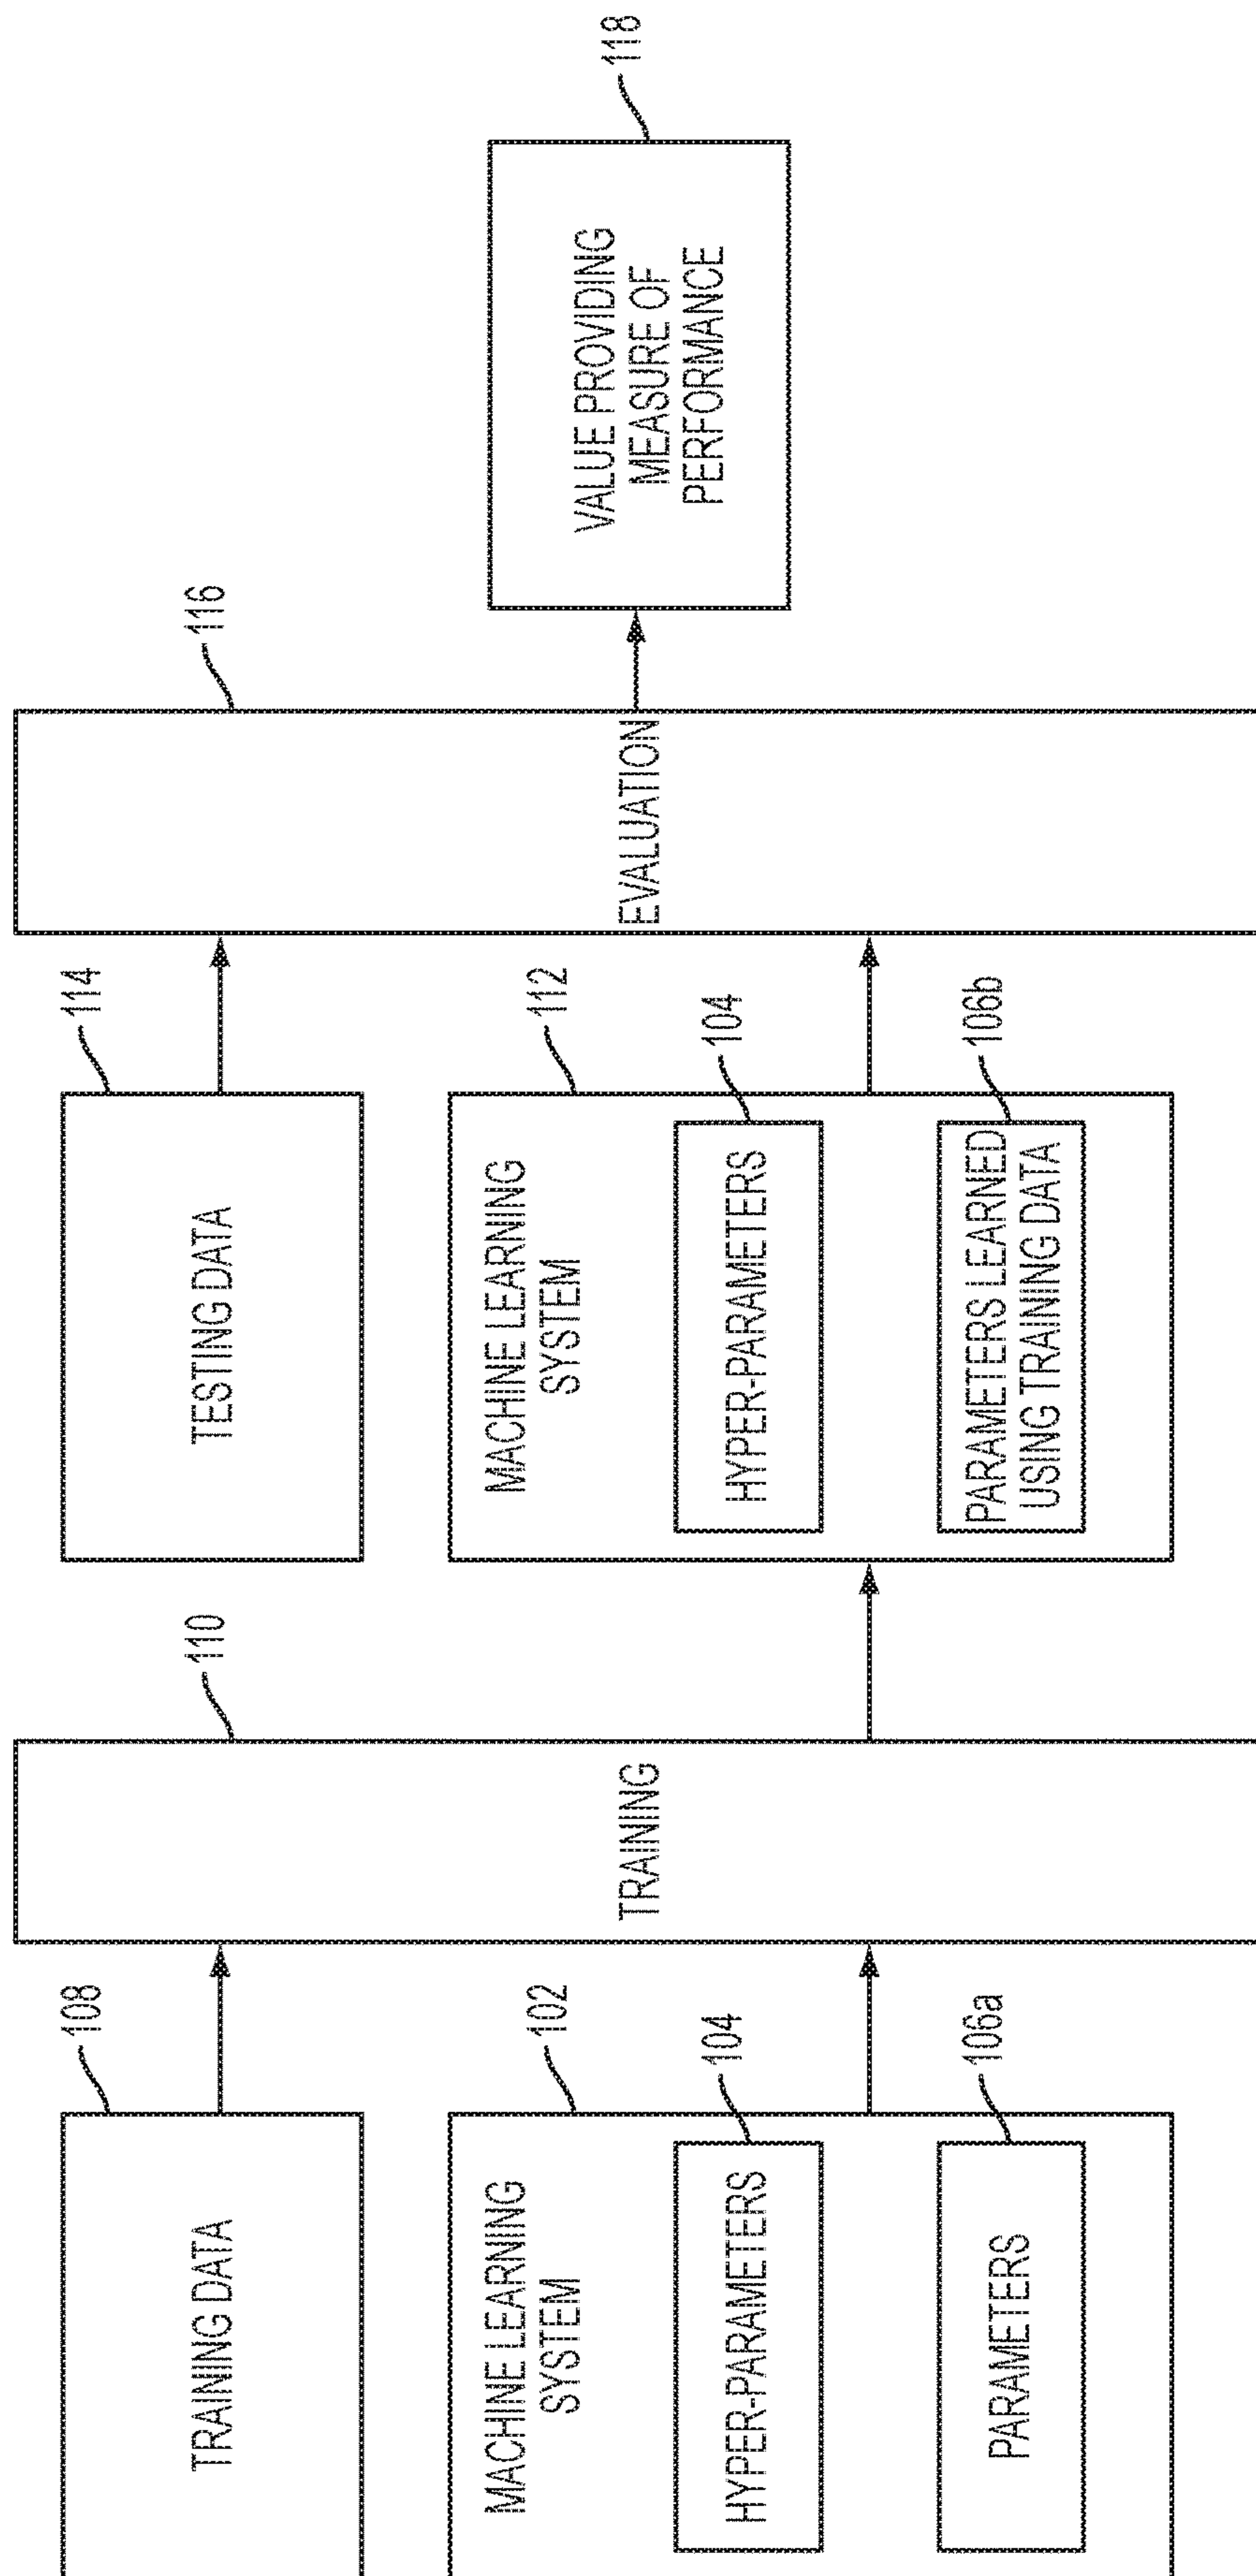 108
TRAINING DATA
102
MACHINE LEARNING
SYSTEM
104
HYPER-PARAMETERS
106a
PARAMETERS
110
TRAINING
114
TESTING DATA
112
MACHINE LEARNING
SYSTEM
104
HYPER-PARAMETERS
106b
PARAMETERS LEARNED
USING TRAINING DATA
116
EVALUATION
118
VALUE PROVIDING
MEASURE OF
PERFORMANCE